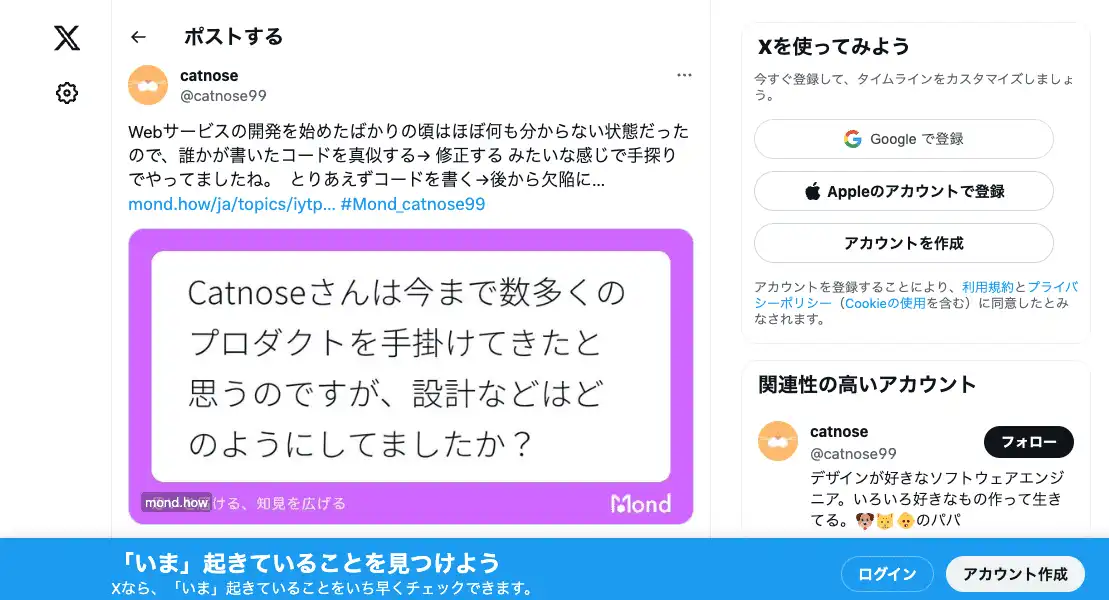 ポストする
catnose
@catnose99
Webサービスの開発を始めたばかりの頃はほぼ何も分からない状態だった
ので、誰かが書いたコードを真似する→ 修正する みたいな感じで手探り
でやってましたね。 とりあえずコードを書く→後から欠陥に...
mond.how/ja/topics/iytp... #Mond_catnose99
Catnoseさんは今まで数多くの
プロダクトを手掛けてきたと
思うのですが、設計などはど
のようにしてましたか？
mond.how
ける、知見を広げる
Mond
Xを使ってみよう
今すぐ登録して、タイムラインをカスタマイズしましょ
う。
Google で登録
Appleのアカウントで登録
アカウントを作成
アカウントを登録することにより、利用規約とプライバ
シーポリシー（Cookieの使用を含む）に同意したとみ
なされます。
関連性の高いアカウント
catnose
@catnose99
フォロー
デザインが好きなソフトウェアエンジ
ニア。いろいろ好きなもの作って生き
てる。🐶🐱👶のパパ
「いま」起きていることを見つけよう
Xなら、「いま」起きていることをいち早くチェックできます。
ログイン
アカウント作成